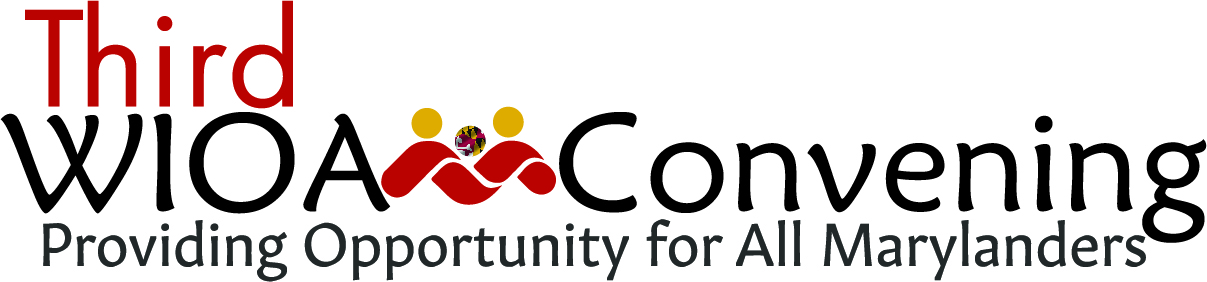 Third
WIOA Convening
Providing Opportunity for All Marylanders